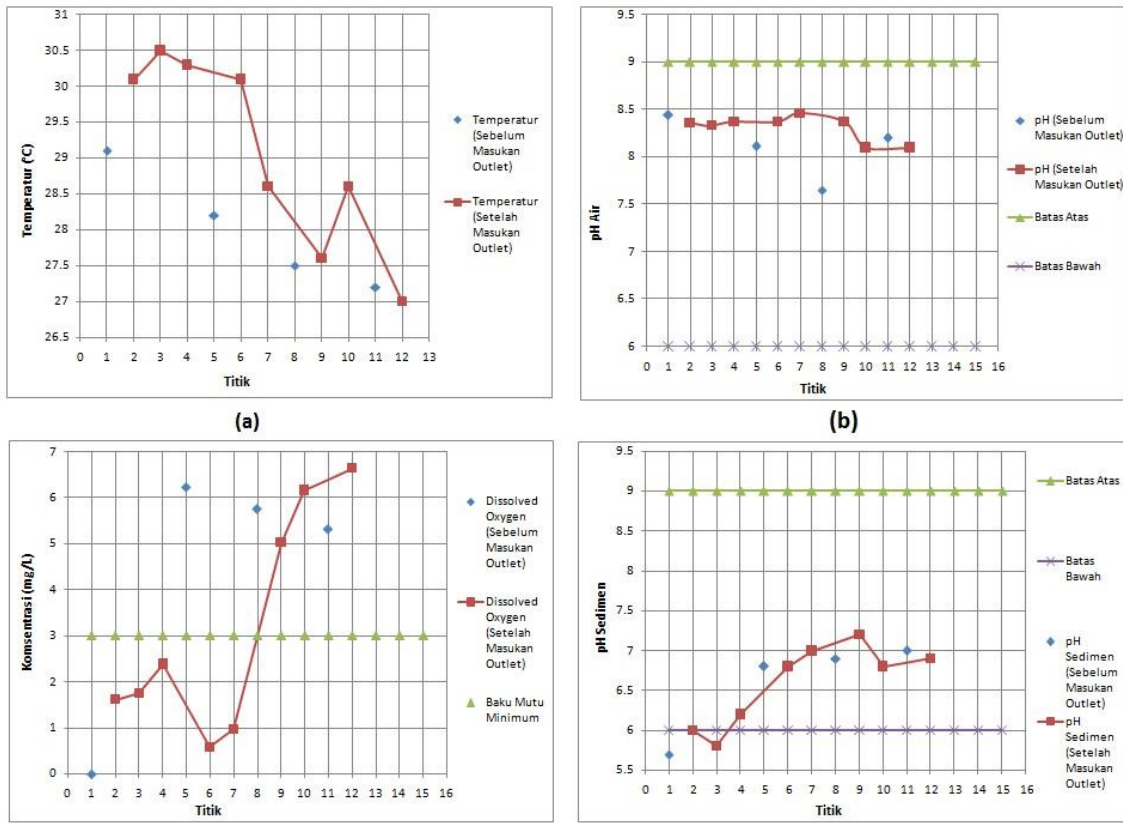 31
30.5
30
29.5
29
28.5
28
27.5
27
26.5
Temperatur (°C)
0 1 2 3 4 5 6 7 8 9 10 11 12 13
Titik
Temperatur
(Sebelum
Masukan
Outlet)
Temperatur
(Setelah
Masukan
Outlet)
(a)
9.5
9
8.5
8
7.5
7
6.5
6
pH Air
0 1 2 3 4 5 6 7 8 9 10 11 12 13 14 15 16
Titik
pH (Sebelum
Masukan Outlet)
pH (Setelah
Masukan Outlet)
Batas Atas
Batas Bawah
(b)
7
6
5
4
3
2
1
0
Komsentrasi (mg/L)
0 1 2 3 4 5 6 7 8 9 10 11 12 13 14 15 16
Titik
Dissolved
Oxygen
(Sebelum
Masukan
Outlet)
Dissolved
Oxygen
(Setelah
Masukan
Outlet)
Baku Mutu
Minimum
9.5
9
8.5
8
7.5
7
6.5
6
5.5
pH Sedimen
0 1 2 3 4 5 6 7 8 9 10 11 12 13 14 15 16
Titik
Batas Atas
Batas
Bawah
pH
Sedimen
(Sebelum
Masukan
Outlet)
pH
Sedimen
(Setelah
Masukan
Outlet)